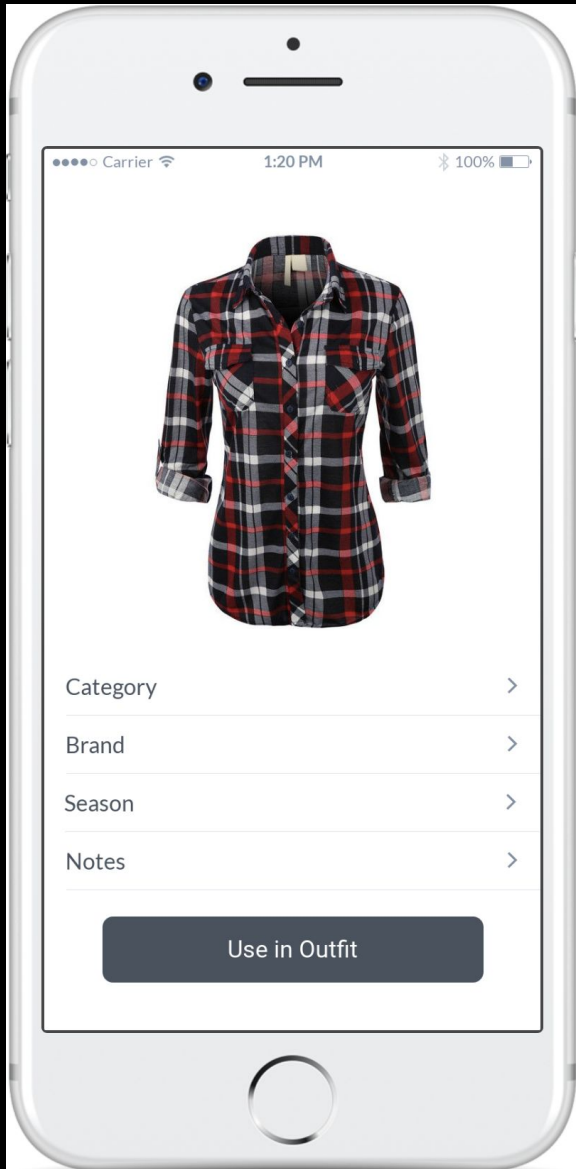 Carrier 1:20 PM 100%
Category
Brand
Season
Notes
Use in Outfit